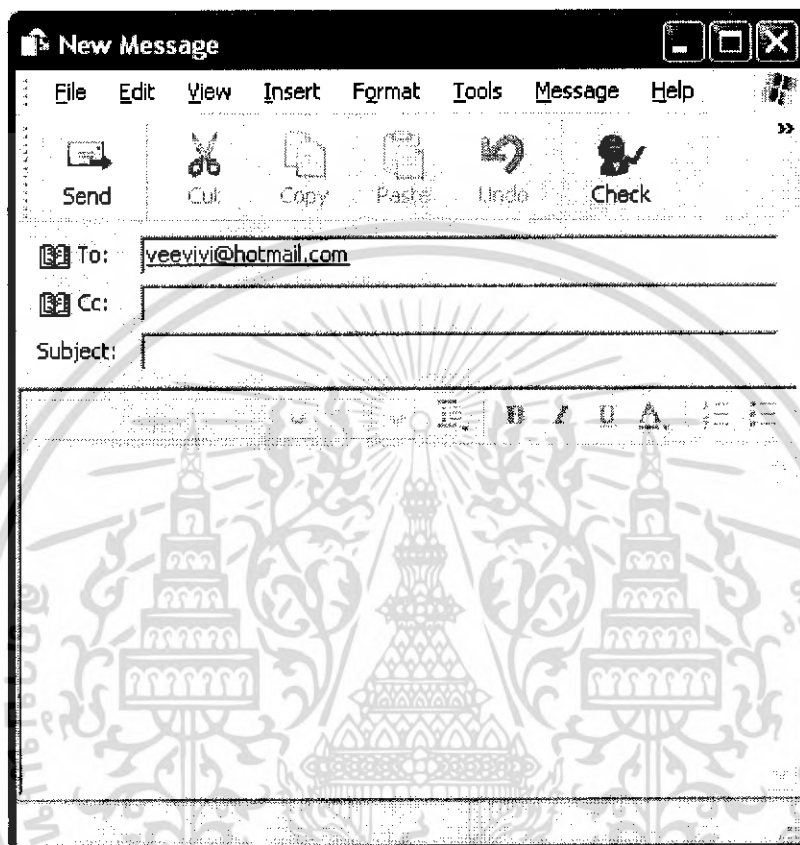 New Message
File Edit View Insert Format Tools Message Help
Send Cut Copy Paste Undo Check
To: veevivi@hotmail.com
Cc:
Subject:
B I U A